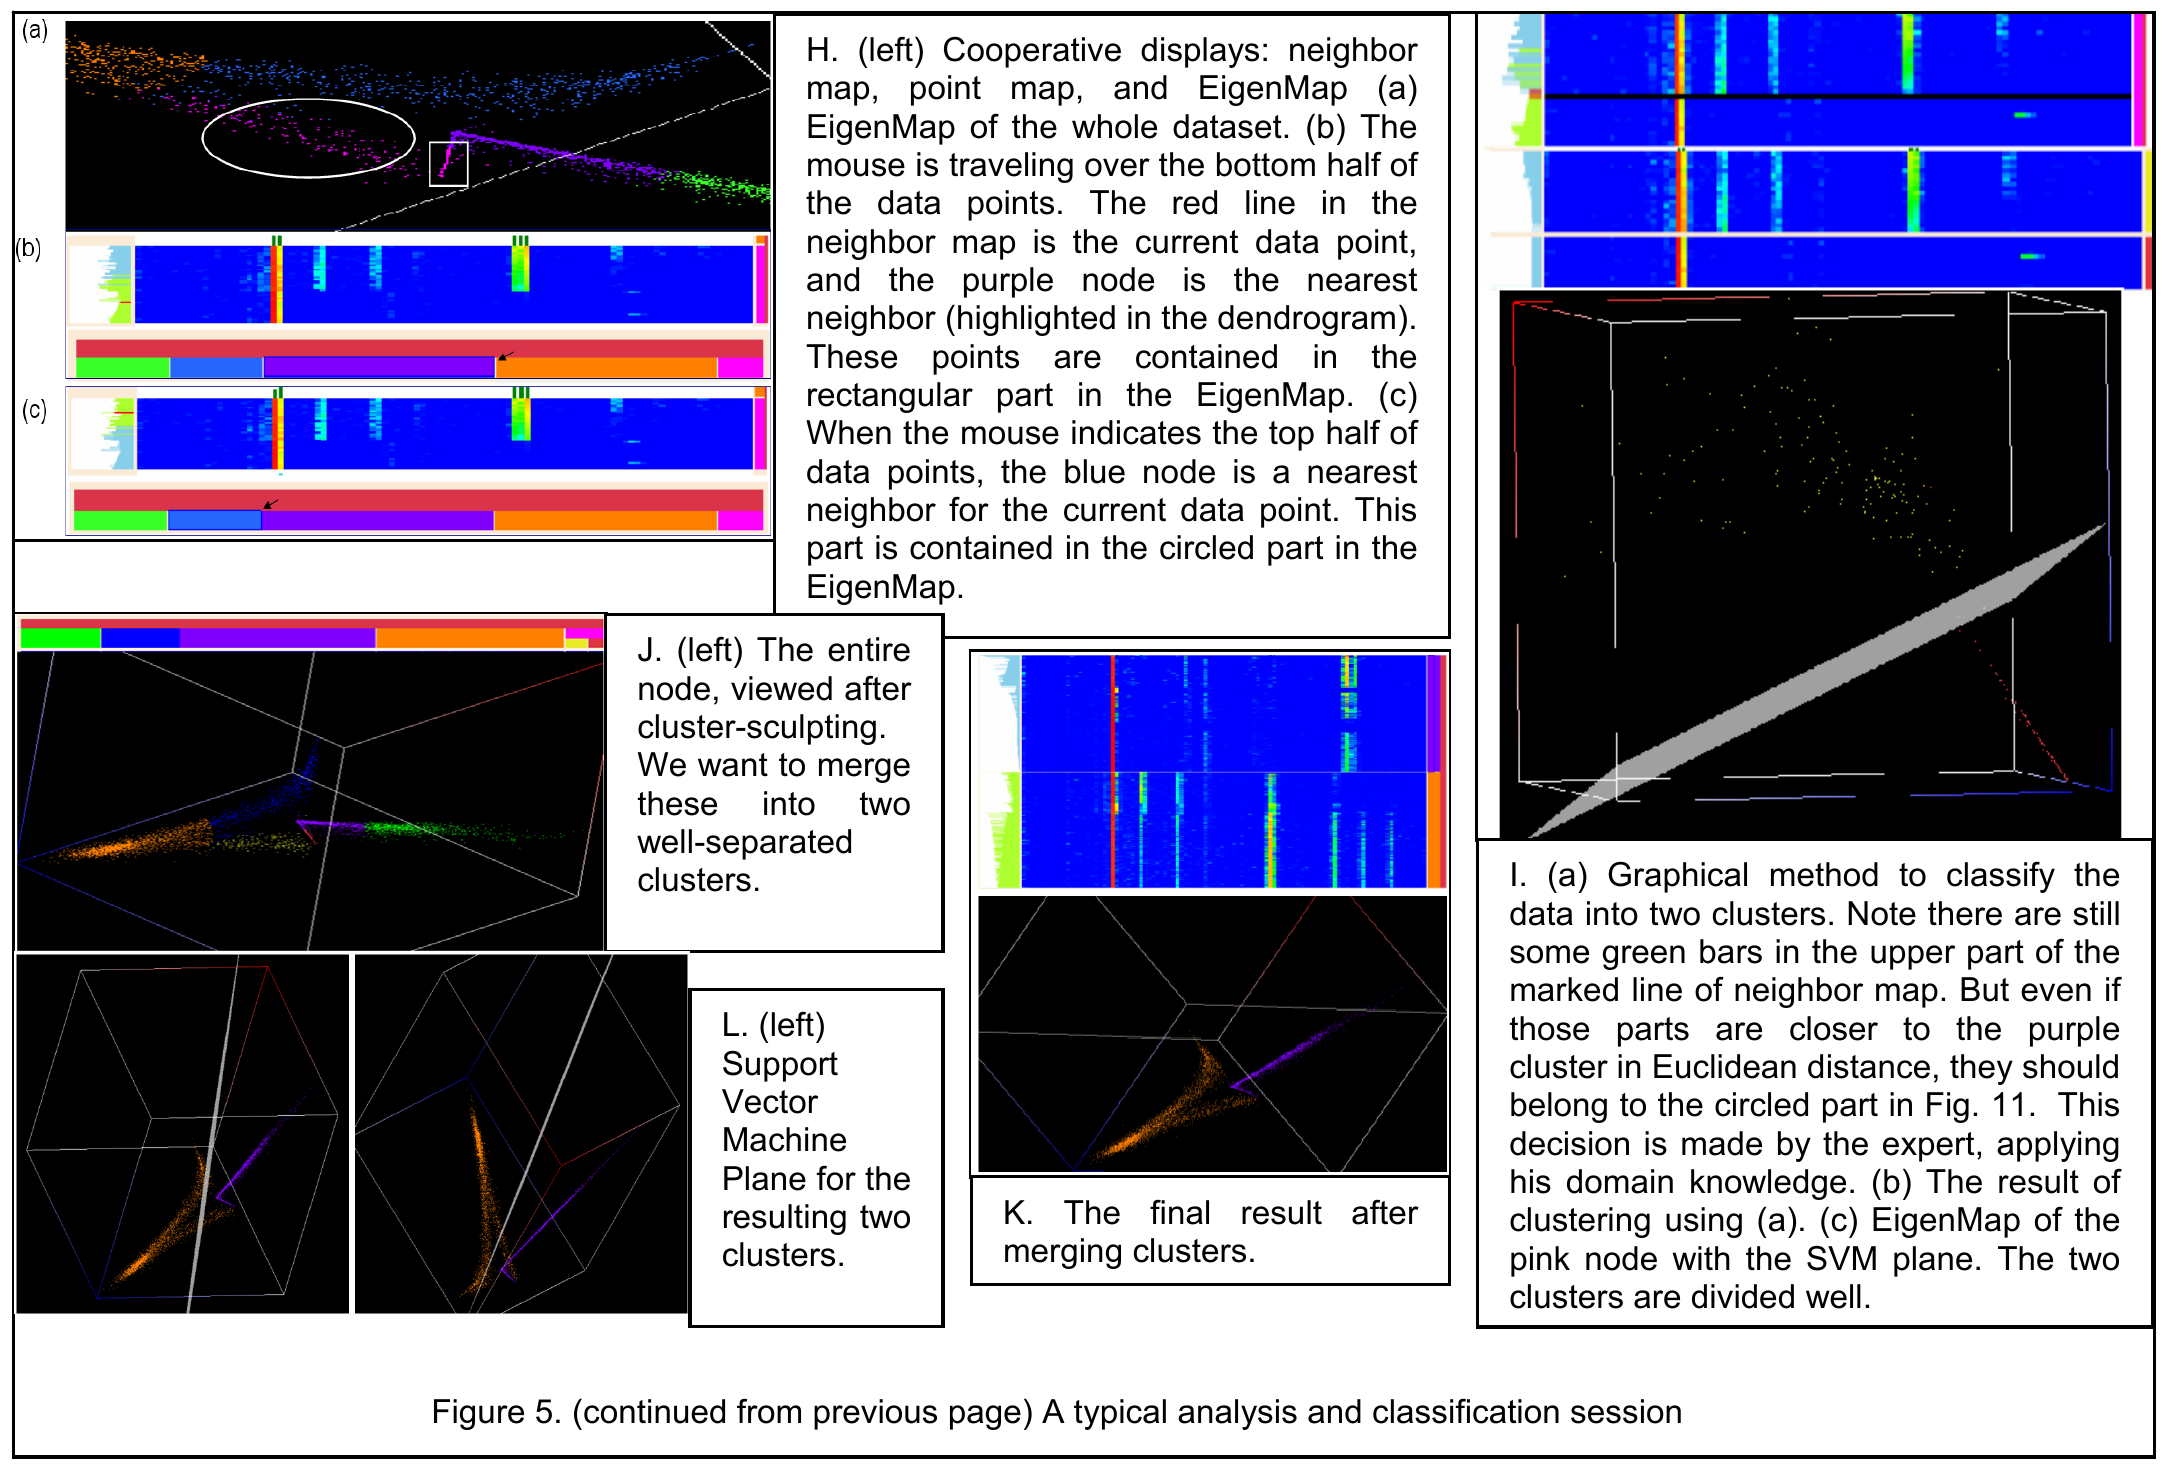 (a)
(b)
(c)
H. (left) Cooperative displays: neighbor
map, point map, and EigenMap (a)
EigenMap of the whole dataset. (b) The
mouse is traveling over the bottom half of
the data points. The red line in the
neighbor map is the current data point,
and the purple node is the nearest
neighbor (highlighted in the dendrogram).
These points are contained in the
rectangular part in the EigenMap. (c)
When the mouse indicates the top half of
data points, the blue node is a nearest
neighbor for the current data point. This
part is contained in the circled part in the
EigenMap.
J. (left) The entire
node, viewed after
cluster-sculpting.
We want to merge
these into two
well-separated
clusters.
L. (left)
Support
Vector
Machine
Plane for the
resulting two
clusters.
K. The final result after
merging clusters.
I. (a) Graphical method to classify the
data into two clusters. Note there are still
some green bars in the upper part of the
marked line of neighbor map. But even if
those parts are closer to the purple
cluster in Euclidean distance, they should
belong to the circled part in Fig. 11. This
decision is made by the expert, applying
his domain knowledge. (b) The result of
clustering using (a). (c) EigenMap of the
pink node with the SVM plane. The two
clusters are divided well.
Figure 5. (continued from previous page) A typical analysis and classification session